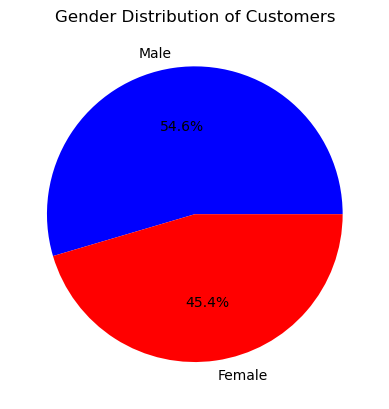 Gender Distribution of Customers
Male
54.6%
45.4%
Female